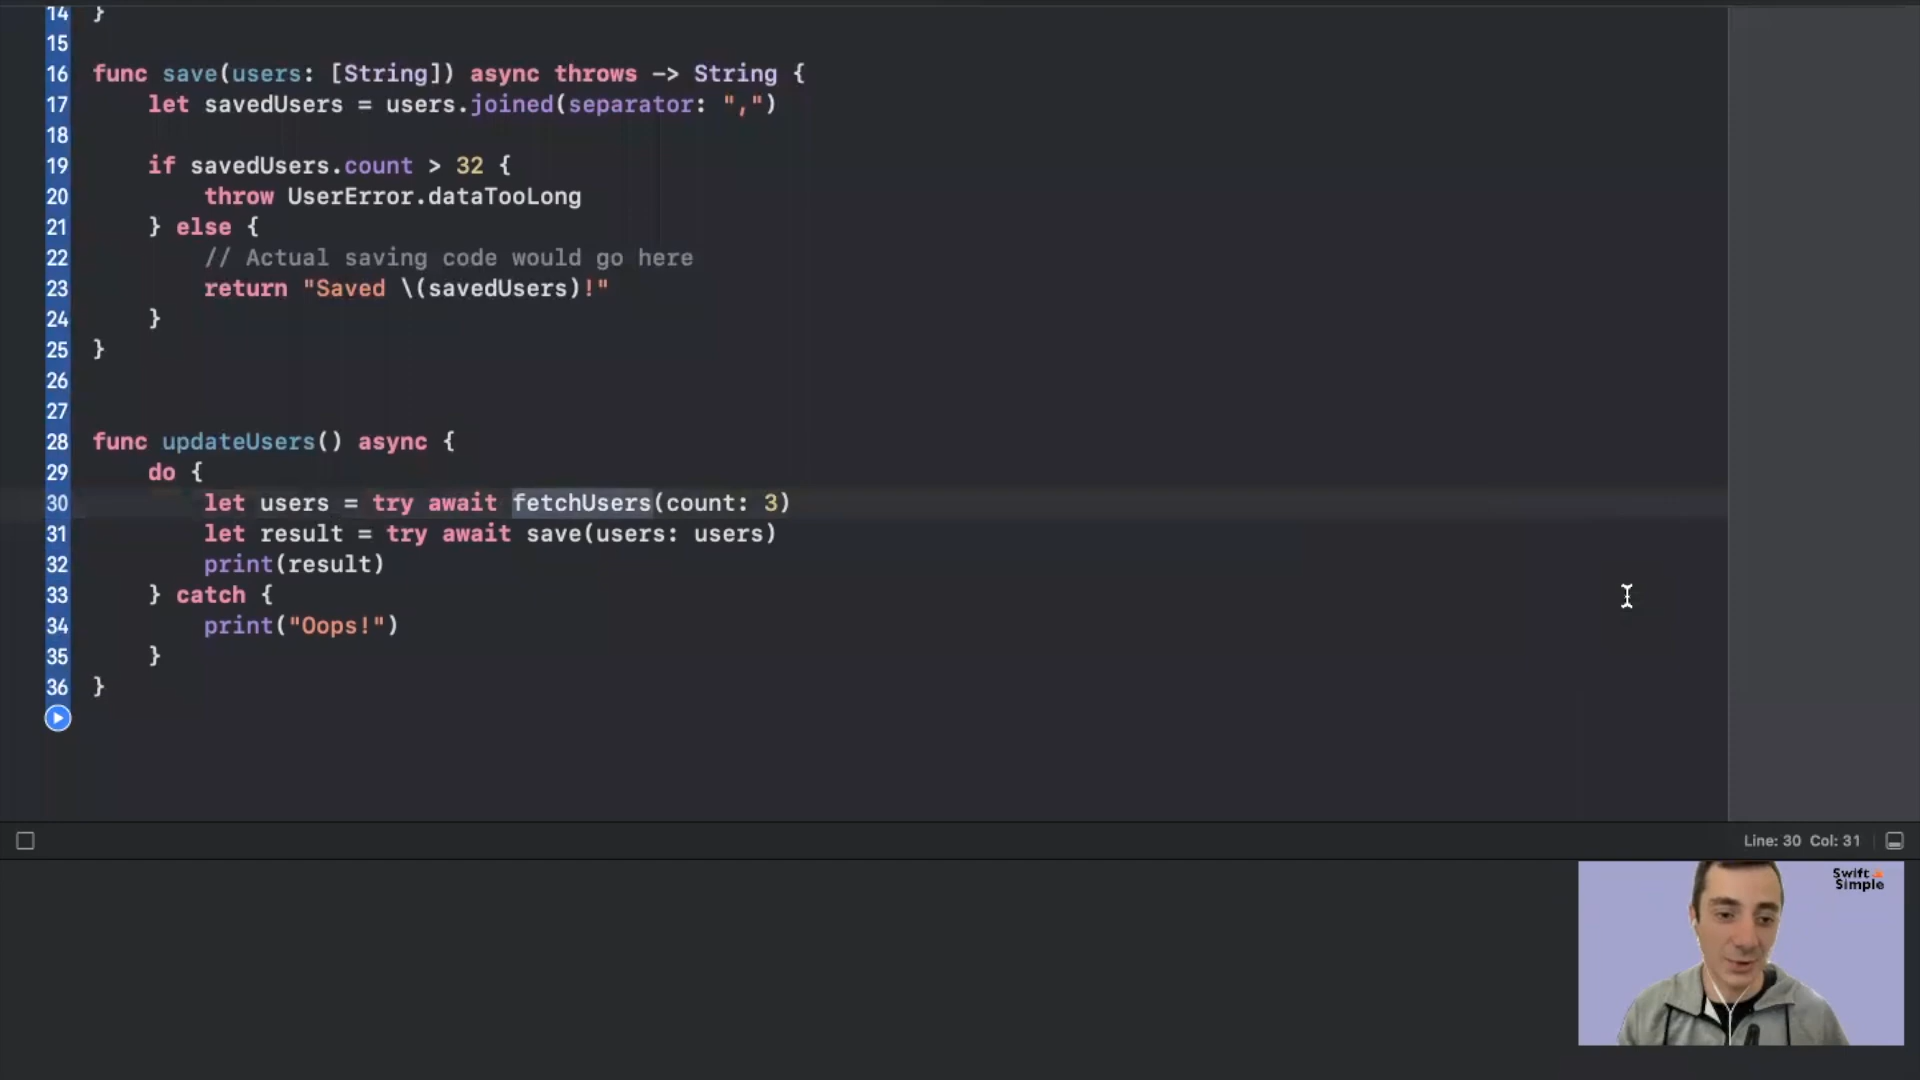 14 }
15
16 func save(users: [String]) async throws -> String {
17     let savedUsers = users.joined(separator: ",")
18
19     if savedUsers.count > 32 {
20         throw UserError.dataTooLong
21     } else {
22         // Actual saving code would go here
23         return "Saved \(savedUsers)!"
24     }
25 }
26
27
28 func updateUsers() async {
29     do {
30         let users = try await fetchUsers(count: 3)
31         let result = try await save(users: users)
32         print(result)
33     } catch {
34         print("Oops!")
35     }
36 }
Line: 30 Col: 31
Swift
Simple